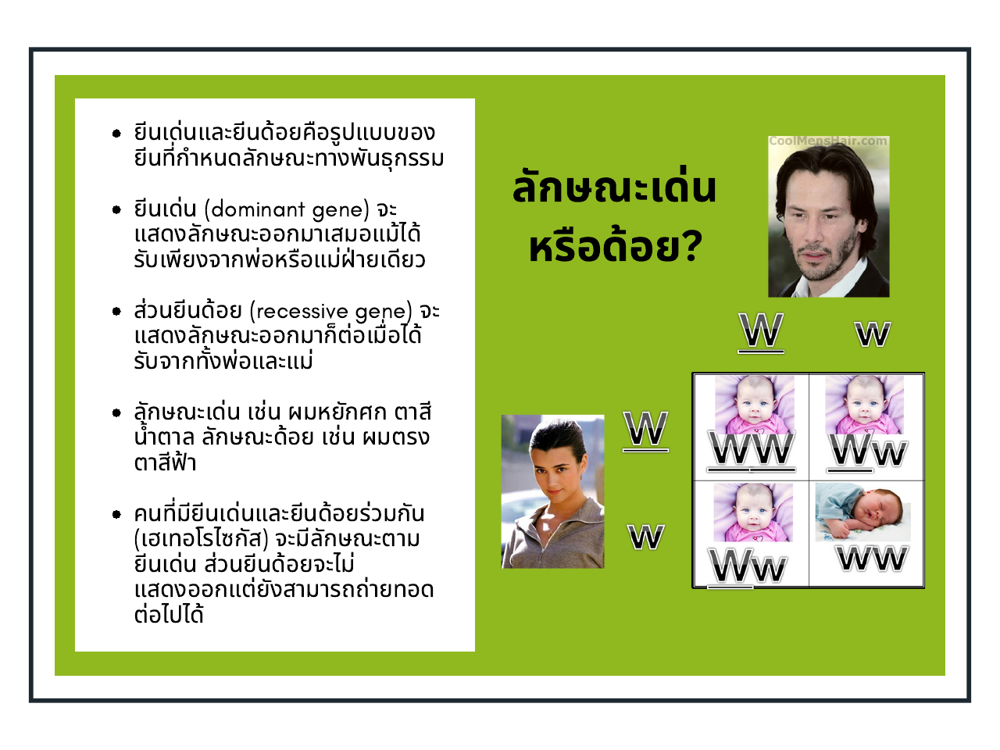 • ยีนเด่นและยีนด้อยคือรูปแบบของ
ยีนที่กำหนดลักษณะทางพันธุกรรม
• ยีนเด่น (dominant gene) จะ
แสดงลักษณะออกมาเสมอแม้ได้
รับเพียงจากพ่อหรือแม่ฝ่ายเดียว
• ส่วนยีนด้อย (recessive gene) จะ
แสดงลักษณะออกมาก็ต่อเมื่อได้
รับจากทั้งพ่อและแม่
• ลักษณะเด่น เช่น ผมหยักศก ตาสี
น้ำตาล ลักษณะด้อย เช่น ผมตรง
ตาสีฟ้า
• คนที่มียีนเด่นและยีนด้อยร่วมกัน
(เฮเทอโรไซกัส) จะมีลักษณะตาม
ยีนเด่น ส่วนยีนด้อยจะไม่
แสดงออกแต่ยังสามารถถ่ายทอด
ต่อไปได้
ลักษณะเด่น
หรือด้อย?
CoolMensHair.com
W w
W
WW Ww
w
Ww ww